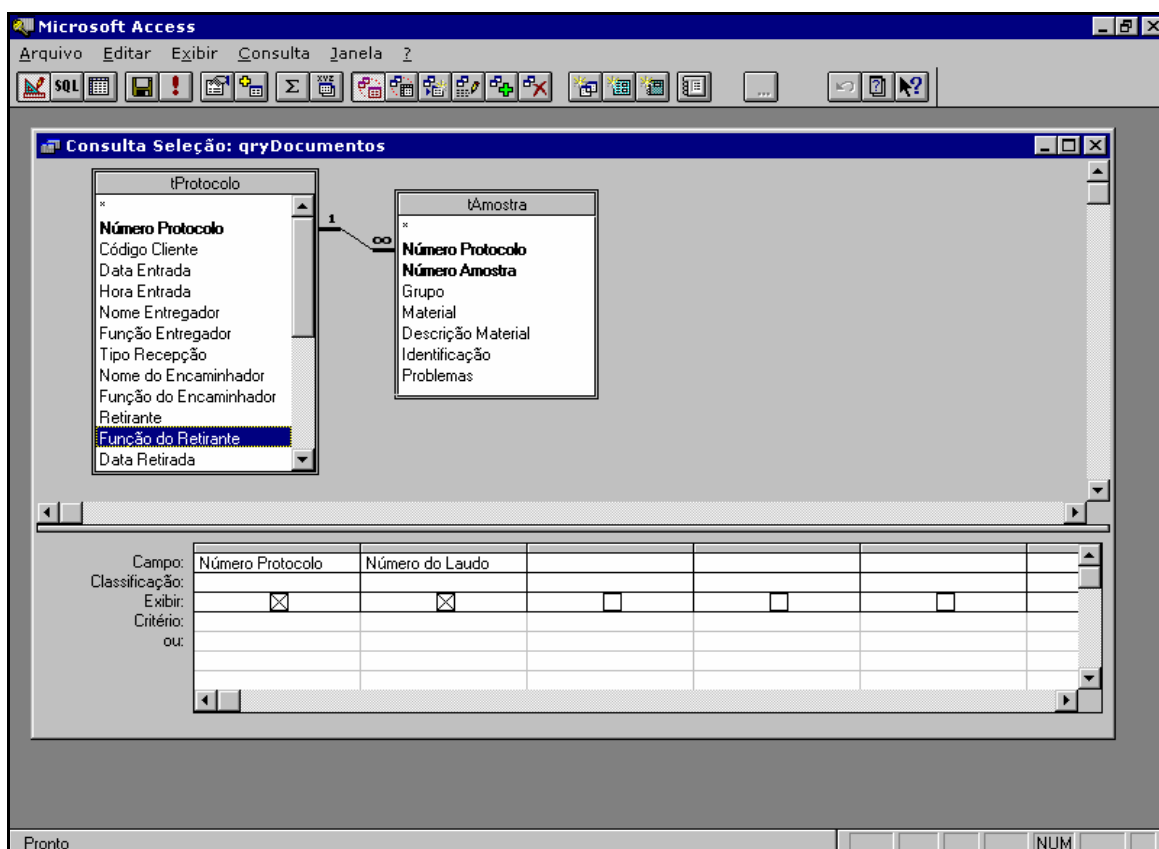 Microsoft Access
Arquivo Editar Exibir Consulta Janela ?
SQL Σ XYZ ...
Consulta Seleção: qryDocumentos
tProtocolo
*
Número Protocolo
Código Cliente
Data Entrada
Hora Entrada
Nome Entregador
Função Entregador
Tipo Recepção
Nome do Encaminhador
Função do Encaminhador
Retirante
Função do Retirante
Data Retirada
1
∞
tAmostra
*
Número Protocolo
Número Amostra
Grupo
Material
Descrição Material
Identificação
Problemas
Campo: Número Protocolo Número do Laudo
Classificação:
Exibir:
Critério:
ou:
Pronto NUM